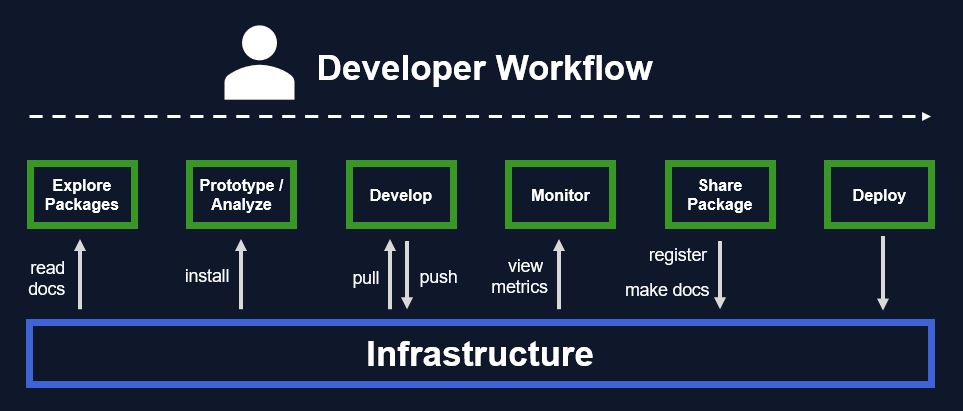 Developer Workflow
Explore
Packages
Prototype /
Analyze
Develop
Monitor
Share
Package
Deploy
read
docs
install
pull
push
view
metrics
register
make docs
Infrastructure